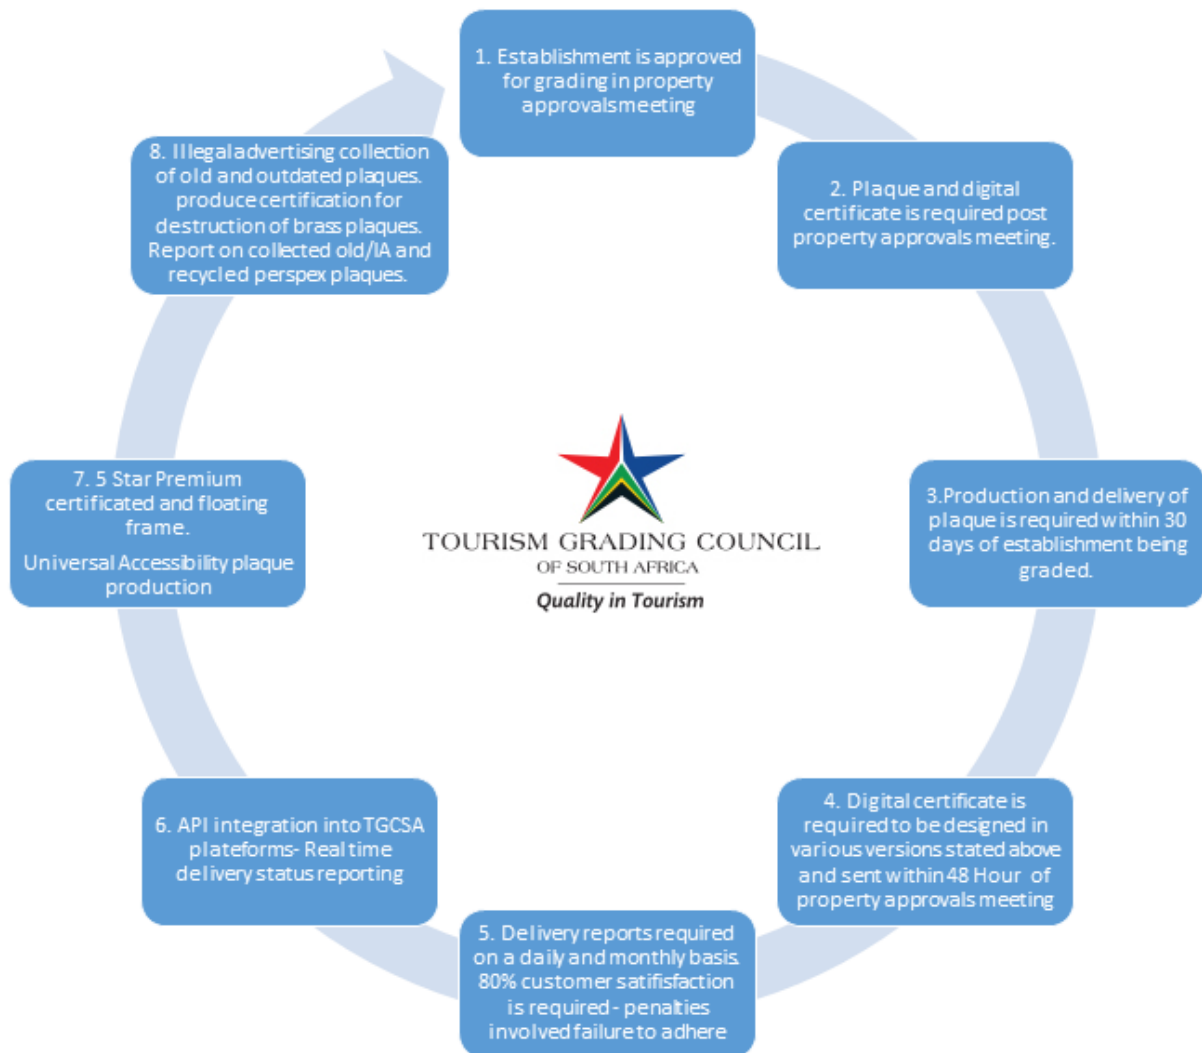 1. Establishment is approved
for grading in property
approvals meeting
2. Plaque and digital
certificate is required post
property approvals meeting.
3.Production and delivery of
plaque is required within 30
days of establishment being
graded.
4. Digital certificate is
required to be designed in
various versions stated above
and sent within 48 Hour of
property approvals meeting
5. Delivery reports required
on a daily and monthly basis.
80% customer satifisfaction
is required - penalties
involved failure to adhere
6. API integration into TGCSA
plateforms- Real time
delivery status reporting
7. 5 Star Premium
certificated and floating
frame.
Universal Accessibility plaque
production
8. Illegal advertising collection
of old and outdated plaques.
produce certification for
destruction of brass plaques.
Report on collected old/IA and
recycled perspex plaques.
TOURISM GRADING COUNCIL
OF SOUTH AFRICA
Quality in Tourism